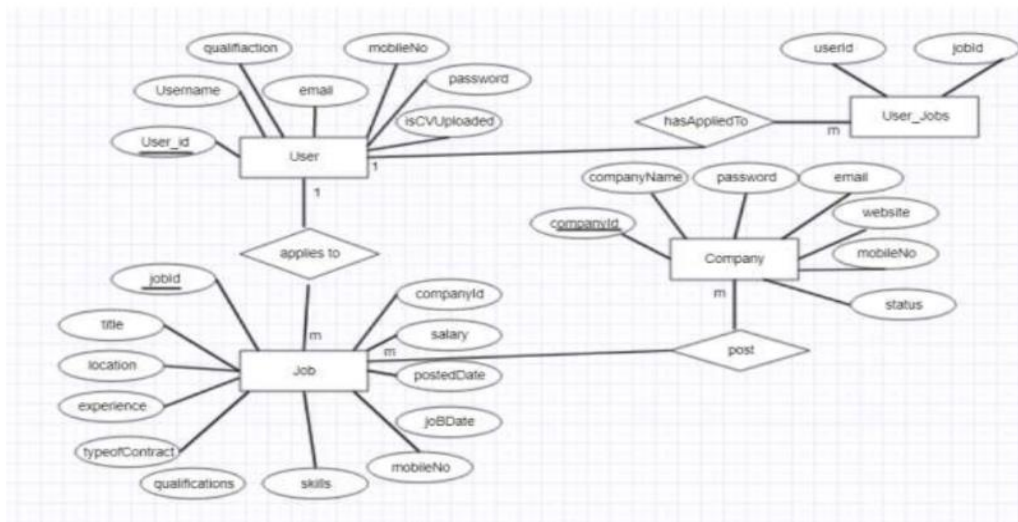 qualifiaction
mobileNo
userId
jobId
Username
email
password
isCVUploaded
hasAppliedTo
m
User_Jobs
User_id
User
1
1
companyName
password
email
companyId
website
applies to
Company
mobileNo
jobId
companyId
m
status
title
m
salary
m
post
location
Job
postedDate
experience
joBDate
typeofContract
mobileNo
qualifications
skills